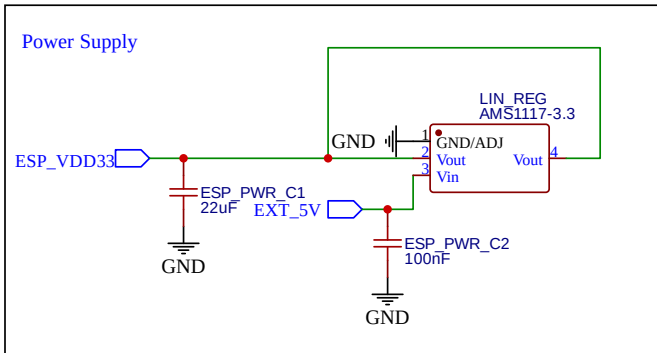 Power Supply
LIN_REG
AMS1117-3.3
GND
1
GND/ADJ
2
Vout
Vout
4
3
Vin
ESP_VDD33
ESP_PWR_C1
22uF
EXT_5V
GND
ESP_PWR_C2
100nF
GND